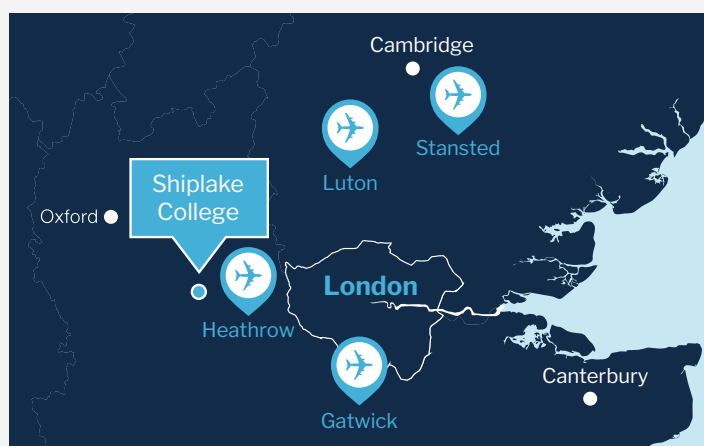 Cambridge
Stansted
Luton
Shiplake
College
Oxford
London
Heathrow
Canterbury
Gatwick